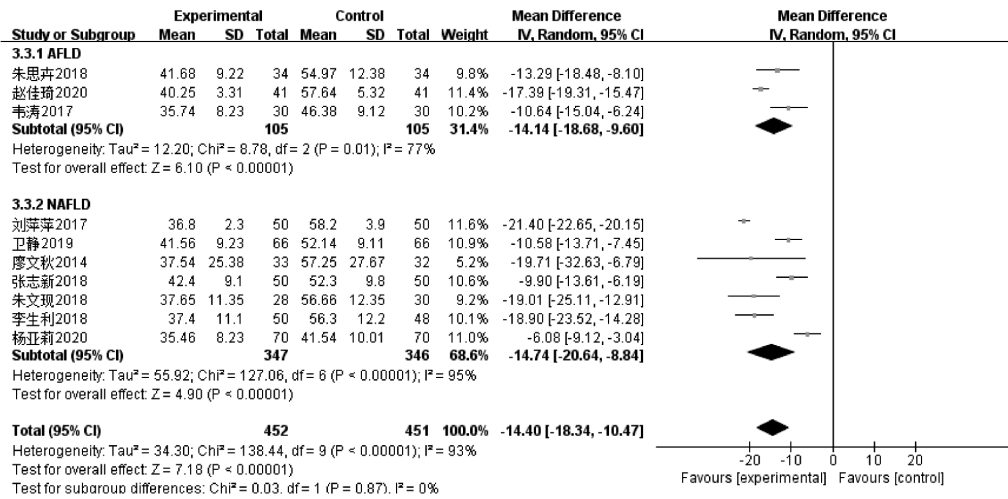 Experimental Control Mean Difference Mean Difference
Study or Subgroup Mean SD Total Mean SD Total Weight IV, Random, 95% CI IV, Random, 95% CI
3.3.1 AFLD
朱思卉2018 41.68 9.22 34 54.97 12.38 34 9.8% -13.29 [-18.48, -8.10]
赵佳琦2020 40.25 3.31 41 57.64 5.32 41 11.4% -17.39 [-19.31, -15.47]
韦涛2017 35.74 8.23 30 46.38 9.12 30 10.2% -10.64 [-15.04, -6.24]
Subtotal (95% CI) 105 105 31.4% -14.14 [-18.68, -9.60]
Heterogeneity: Tau² = 12.20; Chi² = 8.78, df = 2 (P = 0.01); I² = 77%
Test for overall effect: Z = 6.10 (P < 0.00001)
3.3.2 NAFLD
刘萍萍2017 36.8 2.3 50 58.2 3.9 50 11.6% -21.40 [-22.65, -20.15]
卫静2019 41.56 9.23 66 52.14 9.11 66 10.9% -10.58 [-13.71, -7.45]
廖文秋2014 37.54 25.38 33 57.25 27.67 32 5.2% -19.71 [-32.63, -6.79]
张志新2018 42.4 9.1 50 52.3 9.8 50 10.6% -9.90 [-13.61, -6.19]
朱文现2018 37.65 11.35 28 56.66 12.35 30 9.2% -19.01 [-25.11, -12.91]
李生利2018 37.4 11.1 50 56.3 12.2 48 10.1% -18.90 [-23.52, -14.28]
杨亚莉2020 35.46 8.23 70 41.54 10.01 70 11.0% -6.08 [-9.12, -3.04]
Subtotal (95% CI) 347 346 68.6% -14.74 [-20.64, -8.84]
Heterogeneity: Tau² = 55.92; Chi² = 127.06, df = 6 (P < 0.00001); I² = 95%
Test for overall effect: Z = 4.90 (P < 0.00001)
Total (95% CI) 452 451 100.0% -14.40 [-18.34, -10.47]
Heterogeneity: Tau² = 34.30; Chi² = 138.44, df = 9 (P < 0.00001); I² = 93%
Test for overall effect: Z = 7.18 (P < 0.00001)
Test for subgroup differences: Chi² = 0.03, df = 1 (P = 0.87), I² = 0%
-20 -10 0 10 20
Favours [experimental] Favours [control]